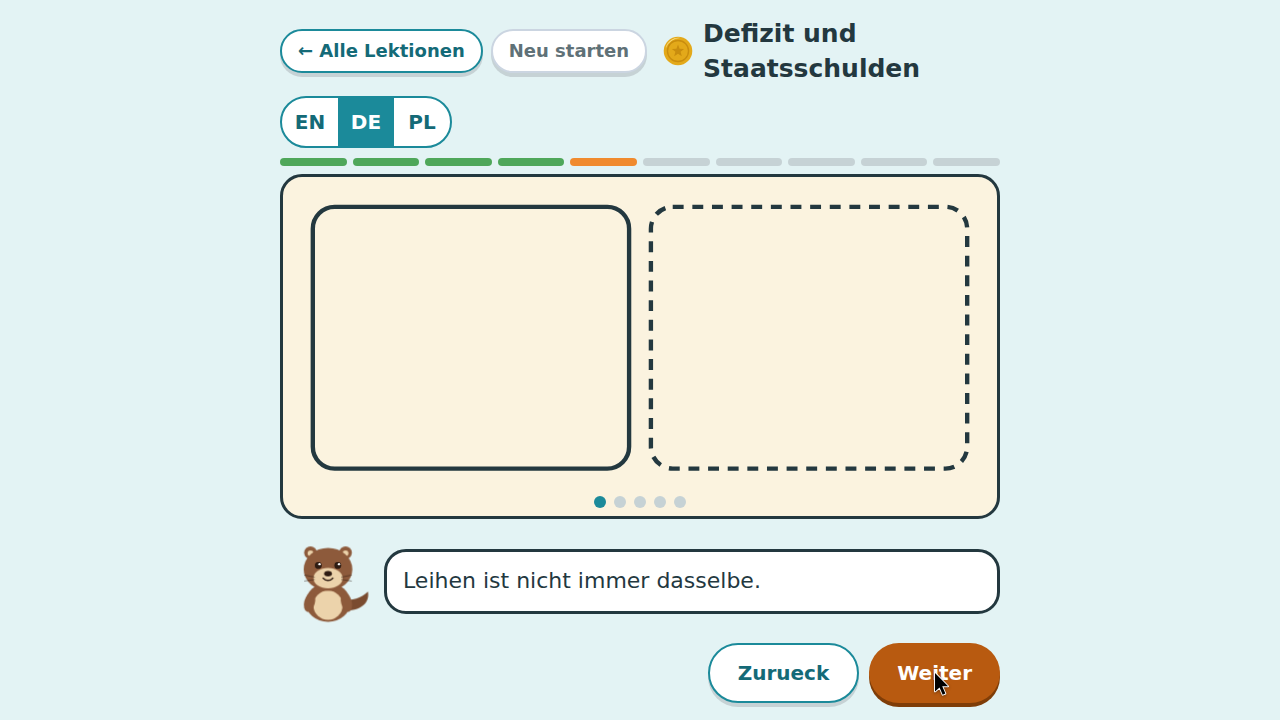 ← Alle Lektionen
Neu starten
Defizit und
Staatsschulden
EN DE PL
Leihen ist nicht immer dasselbe.
Zurueck
Weiter